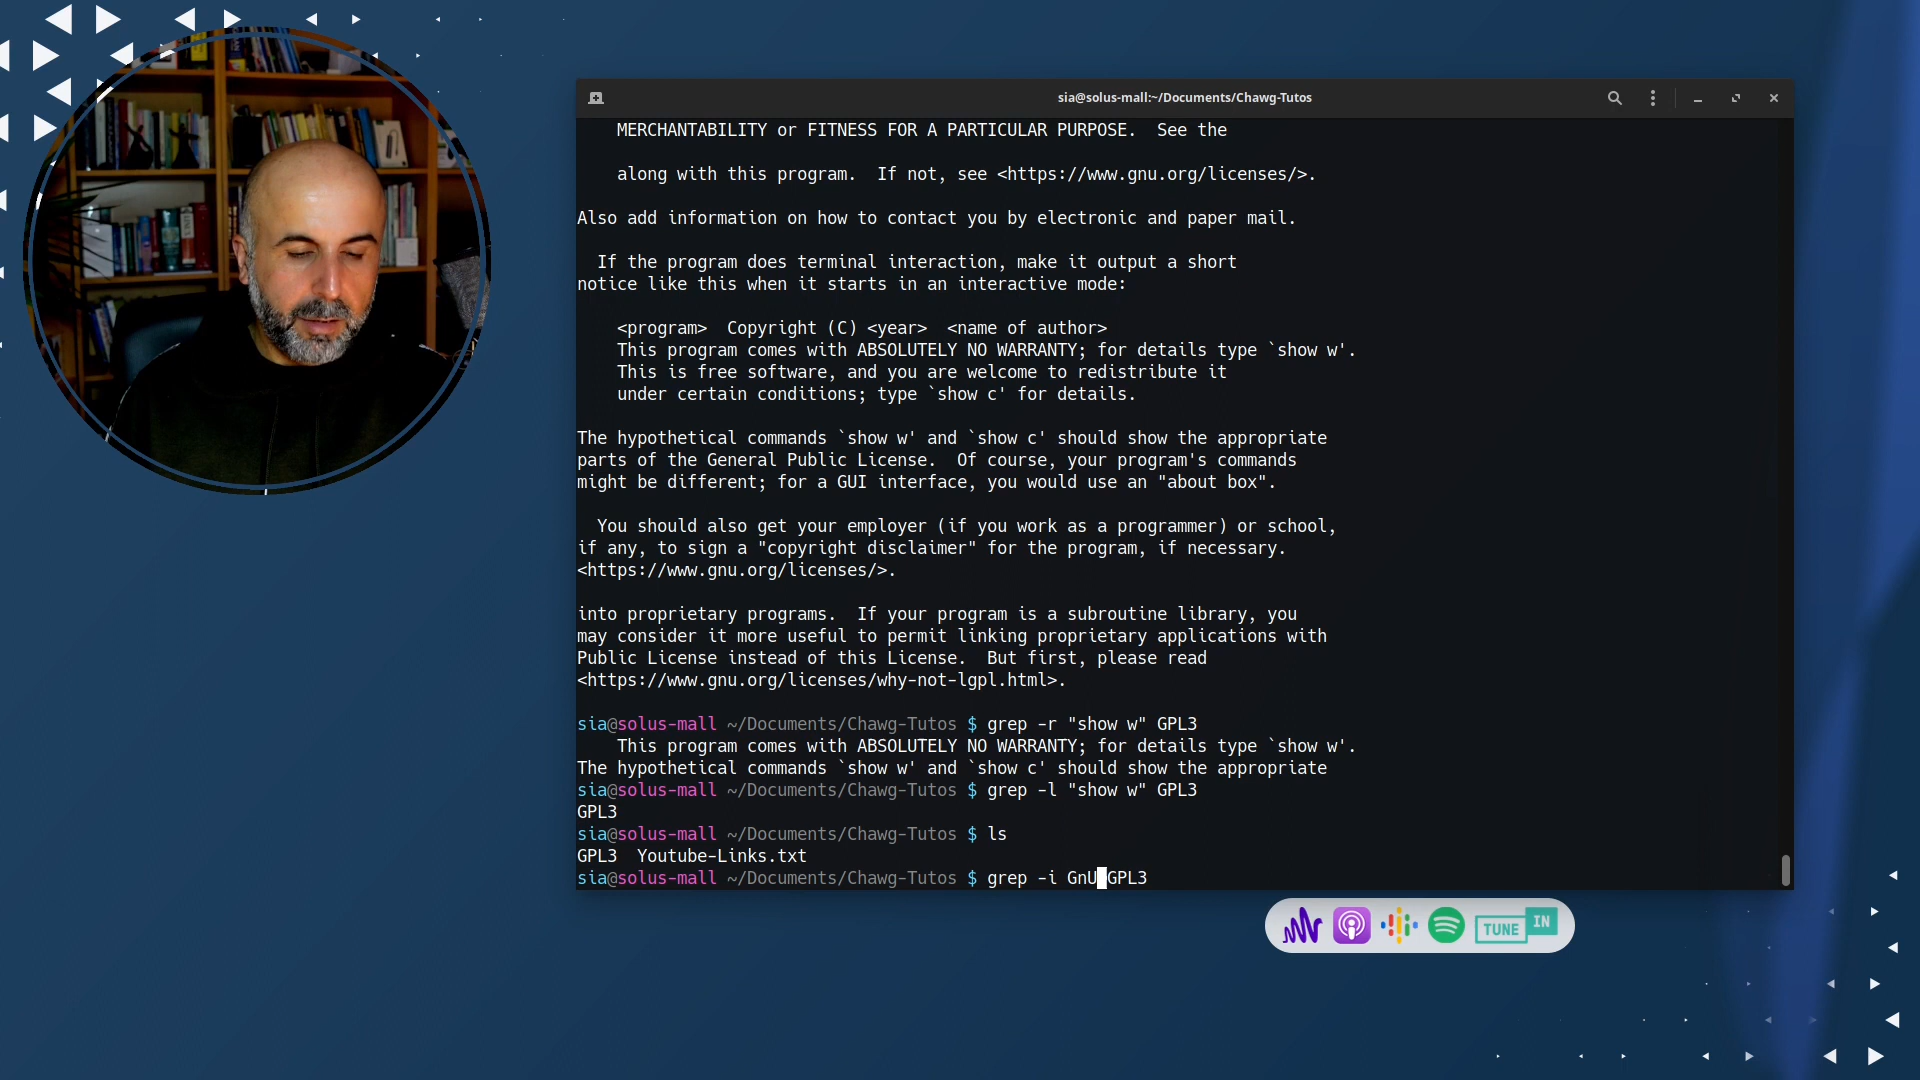 sia@solus-mall:~/Documents/Chawg-Tutos
MERCHANTABILITY or FITNESS FOR A PARTICULAR PURPOSE.  See the
along with this program.  If not, see <https://www.gnu.org/licenses/>.
Also add information on how to contact you by electronic and paper mail.
If the program does terminal interaction, make it output a short
notice like this when it starts in an interactive mode:
<program>  Copyright (C) <year>  <name of author>
This program comes with ABSOLUTELY NO WARRANTY; for details type `show w'.
This is free software, and you are welcome to redistribute it
under certain conditions; type `show c' for details.
The hypothetical commands `show w' and `show c' should show the appropriate
parts of the General Public License.  Of course, your program's commands
might be different; for a GUI interface, you would use an "about box".
You should also get your employer (if you work as a programmer) or school,
if any, to sign a "copyright disclaimer" for the program, if necessary.
<https://www.gnu.org/licenses/>.
into proprietary programs.  If your program is a subroutine library, you
may consider it more useful to permit linking proprietary applications with
Public License instead of this License.  But first, please read
<https://www.gnu.org/licenses/why-not-lgpl.html>.
sia@solus-mall ~/Documents/Chawg-Tutos $ grep -r "show w" GPL3
This program comes with ABSOLUTELY NO WARRANTY; for details type `show w'.
The hypothetical commands `show w' and `show c' should show the appropriate
sia@solus-mall ~/Documents/Chawg-Tutos $ grep -l "show w" GPL3
GPL3
sia@solus-mall ~/Documents/Chawg-Tutos $ ls
GPL3  Youtube-Links.txt
sia@solus-mall ~/Documents/Chawg-Tutos $ grep -i GnU GPL3
TUNE IN